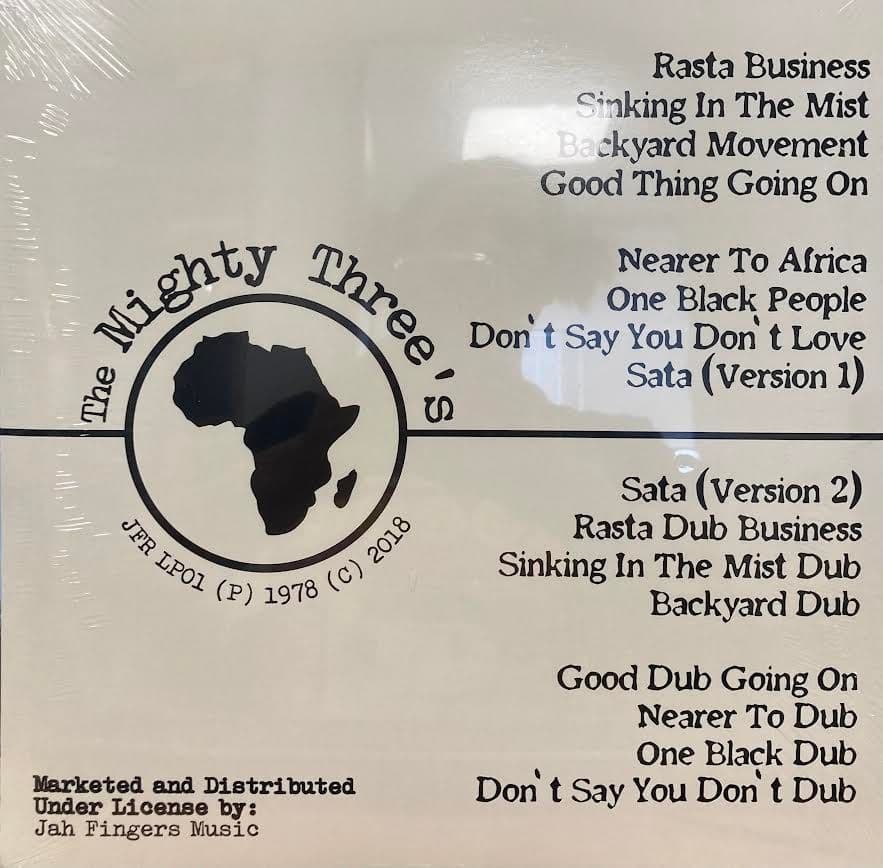 Rasta Business
Sinking In The Mist
Backyard Movement
Good Thing Going On
Nearer To Africa
One Black People
Don't Say You Don't Love
Sata (Version 1)
The Mighty Three's
JFR LP01 (P) 1978 (C) 2018
Sata (Version 2)
Rasta Dub Business
Sinking In The Mist Dub
Backyard Dub
Good Dub Going On
Nearer To Dub
One Black Dub
Don't Say You Don't Dub
Marketed and Distributed
Under License by:
Jah Fingers Music